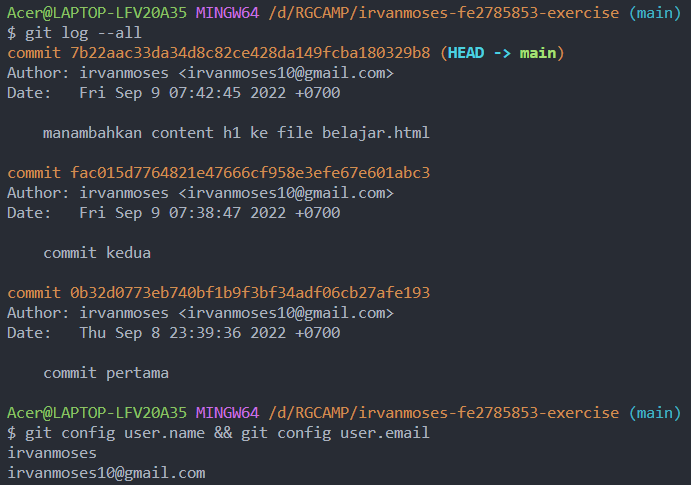 Acer@LAPTOP-LFV20A35 MINGW64 /d/RGCAMP/irvanmoses-fe2785853-exercise (main)
$ git log --all
commit 7b22aac33da34d8c82ce428da149fcba180329b8 (HEAD -> main)
Author: irvanmoses <irvanmoses10@gmail.com>
Date:   Fri Sep 9 07:42:45 2022 +0700
    manambahkan content h1 ke file belajar.html
commit fac015d7764821e47666cf958e3efe67e601abc3
Author: irvanmoses <irvanmoses10@gmail.com>
Date:   Fri Sep 9 07:38:47 2022 +0700
    commit kedua
commit 0b32d0773eb740bf1b9f3bf34adf06cb27afe193
Author: irvanmoses <irvanmoses10@gmail.com>
Date:   Thu Sep 8 23:39:36 2022 +0700
    commit pertama
Acer@LAPTOP-LFV20A35 MINGW64 /d/RGCAMP/irvanmoses-fe2785853-exercise (main)
$ git config user.name && git config user.email
irvanmoses
irvanmoses10@gmail.com